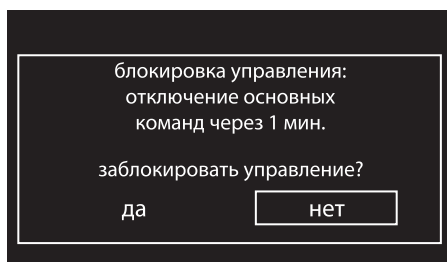 блокировка управления:
отключение основных
команд через 1 мин.
заблокировать управление?
да нет